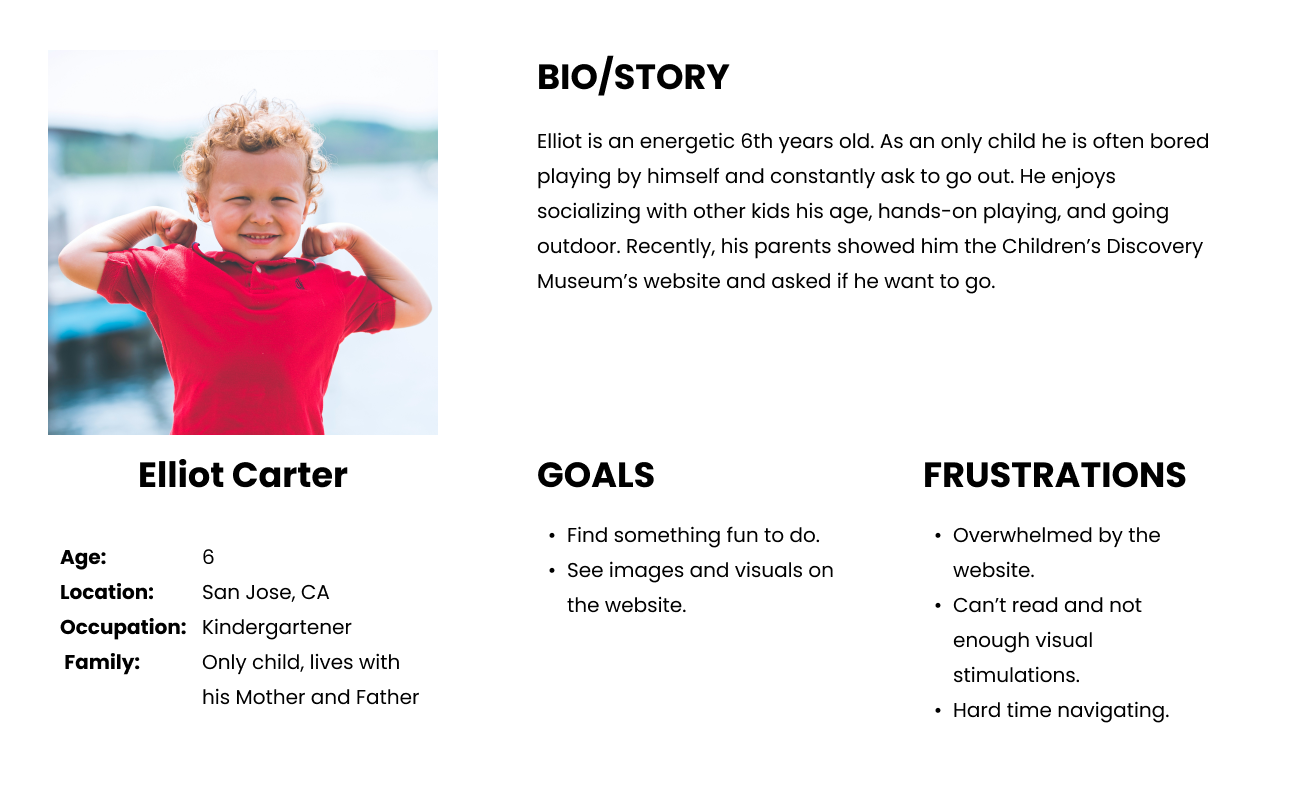 BIO/STORY
Elliot is an energetic 6th years old. As an only child he is often bored
playing by himself and constantly ask to go out. He enjoys
socializing with other kids his age, hands-on playing, and going
outdoor. Recently, his parents showed him the Children’s Discovery
Museum’s website and asked if he want to go.
Elliot Carter
Age: 6
Location: San Jose, CA
Occupation: Kindergartener
Family: Only child, lives with
his Mother and Father
GOALS
• Find something fun to do.
• See images and visuals on
the website.
FRUSTRATIONS
• Overwhelmed by the
website.
• Can’t read and not
enough visual
stimulations.
• Hard time navigating.